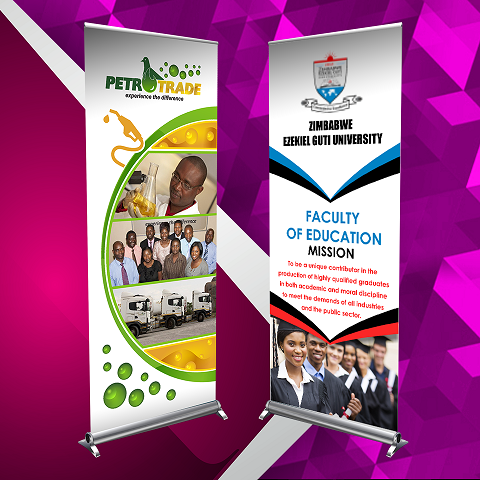 PETROTRADE
experience the difference
ZIMBABWE
EZEKIEL GUTI UNIVERSITY
FACULTY
OF EDUCATION
MISSION
To be a unique contributor in the
production of highly qualified graduates
in both academic and moral discipline
to meet the demands of all industries
and the public sector.